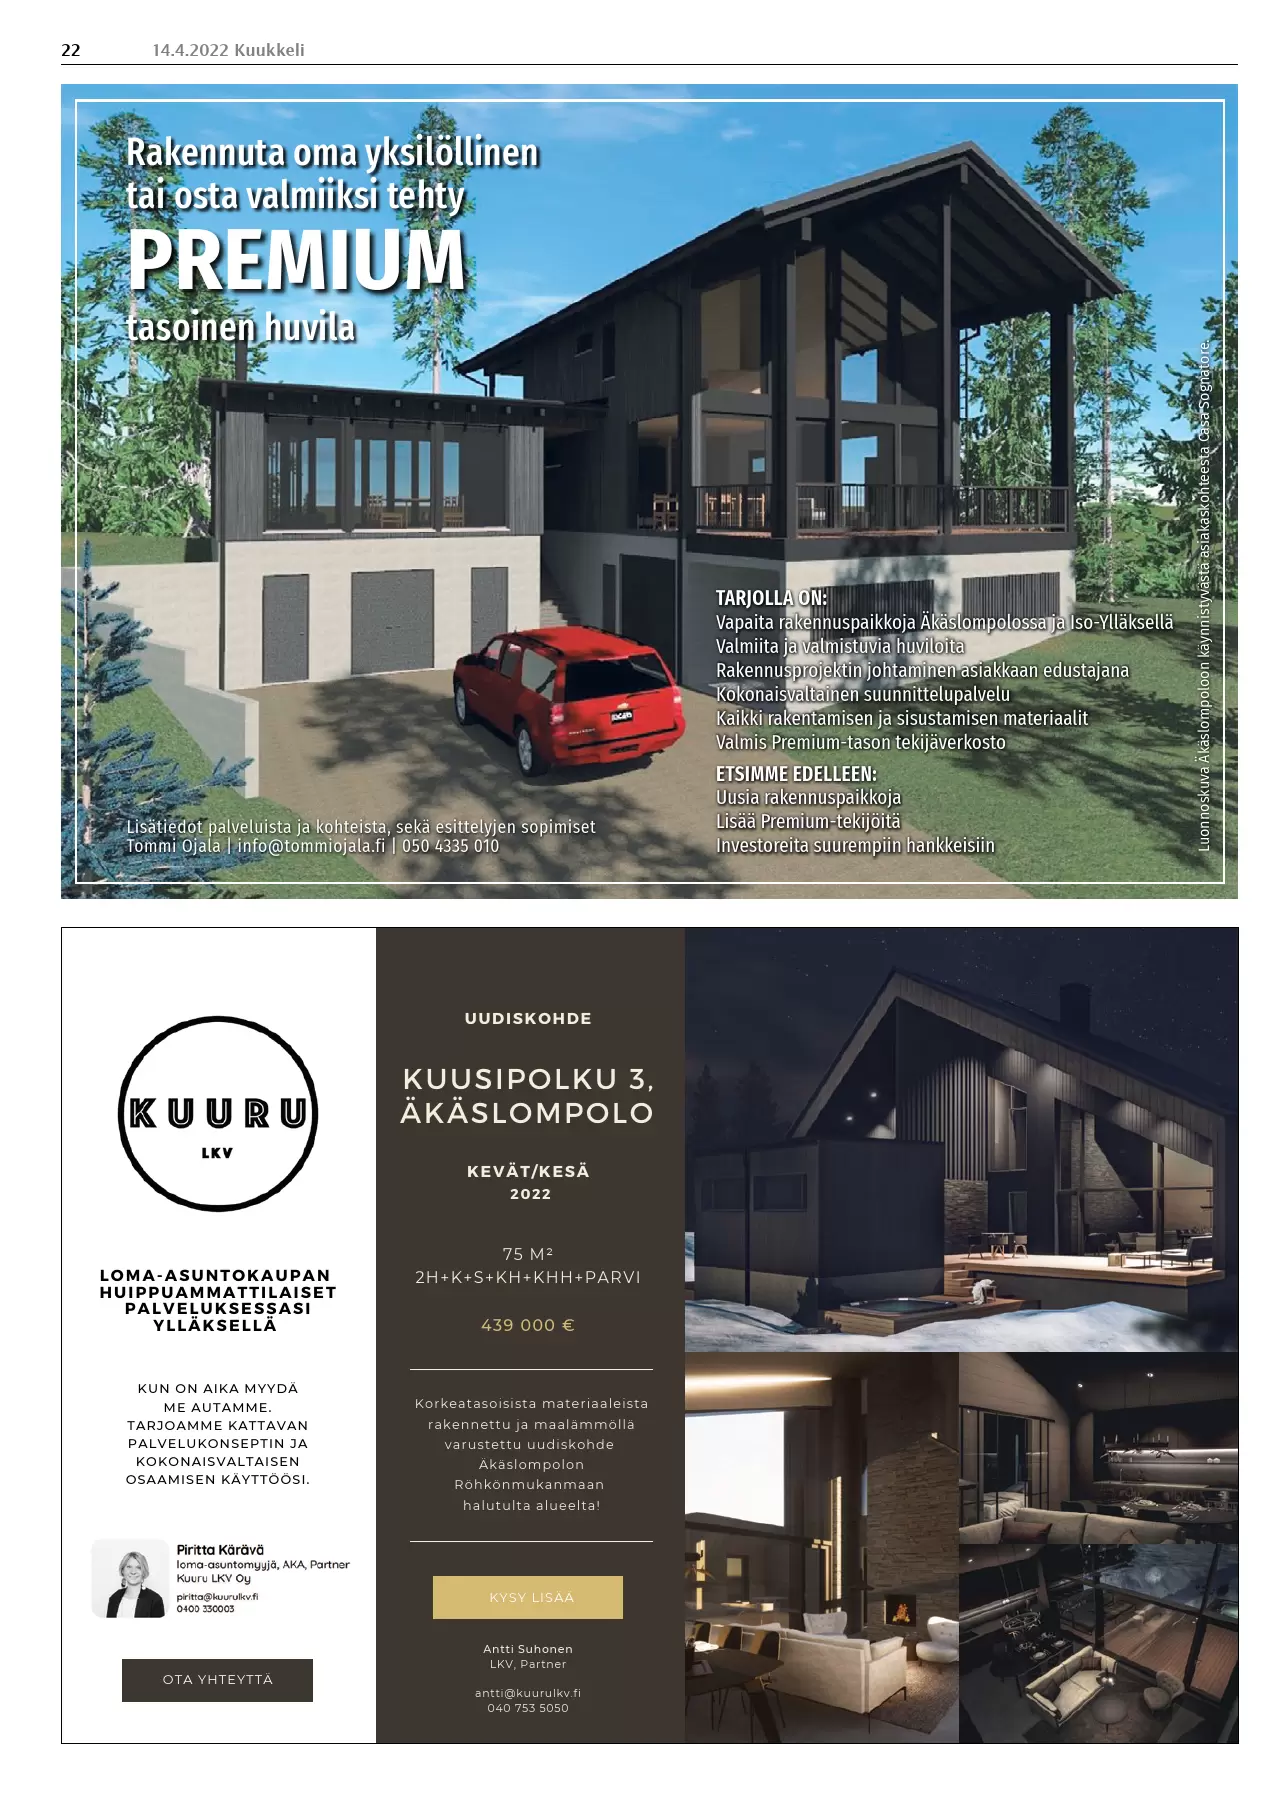 22 14.4.2022 Kuukkeli
Rakennuta oma yksilöllinen
tai osta valmiiksi tehty
PREMIUM
tasoinen huvila
TARJOLLA ON:
Vapaita rakennuspaikkoja Äkäslompolossa ja Iso-Ylläksellä
Valmiita ja valmistuvia huviloita
Rakennusprojektin johtaminen asiakkaan edustajana
Kokonaisvaltainen suunnittelupalvelu
Kaikki rakentamisen ja sisustamisen materiaalit
Valmis Premium-tason tekijäverkosto
ETSIMME EDELLEEN:
Uusia rakennuspaikkoja
Lisää Premium-tekijöitä
Investoreita suurempiin hankkeisiin
Lisätiedot palveluista ja kohteista, sekä esittelyjen sopimiset
Tommi Ojala | info@tommiojala.fi | 050 4335 010
Luonnoskuva Äkäslompoloon käynnistyvästä asiakaskohteesta Casa Sognatore.
KUURU
LKV
LOMA-ASUNTOKAUPAN
HUIPPUAMMATTILAISET
PALVELUKSESSASI
YLLÄKSELLÄ
KUN ON AIKA MYYDÄ
ME AUTAMME.
TARJOAMME KATTAVAN
PALVELUKONSEPTIN JA
KOKONAISVALTAISEN
OSAAMISEN KÄYTTÖÖSI.
Piritta Kärävä
loma-asuntomyyjä, AKA, Partner
Kuuru LKV Oy
piritta@kuurulkv.fi
0400 330003
OTA YHTEYTTÄ
UUDISKOHDE
KUUSIPOLKU 3,
ÄKÄSLOMPOLO
KEVÄT/KESÄ
2022
75 M²
2H+K+S+KH+KHH+PARVI
439 000 €
Korkeatasoisista materiaaleista
rakennettu ja maalämmöllä
varustettu uudiskohde
Äkäslompolon
Röhkönmukanmaan
halutulta alueelta!
KYSY LISÄÄ
Antti Suhonen
LKV, Partner
antti@kuurulkv.fi
040 753 5050